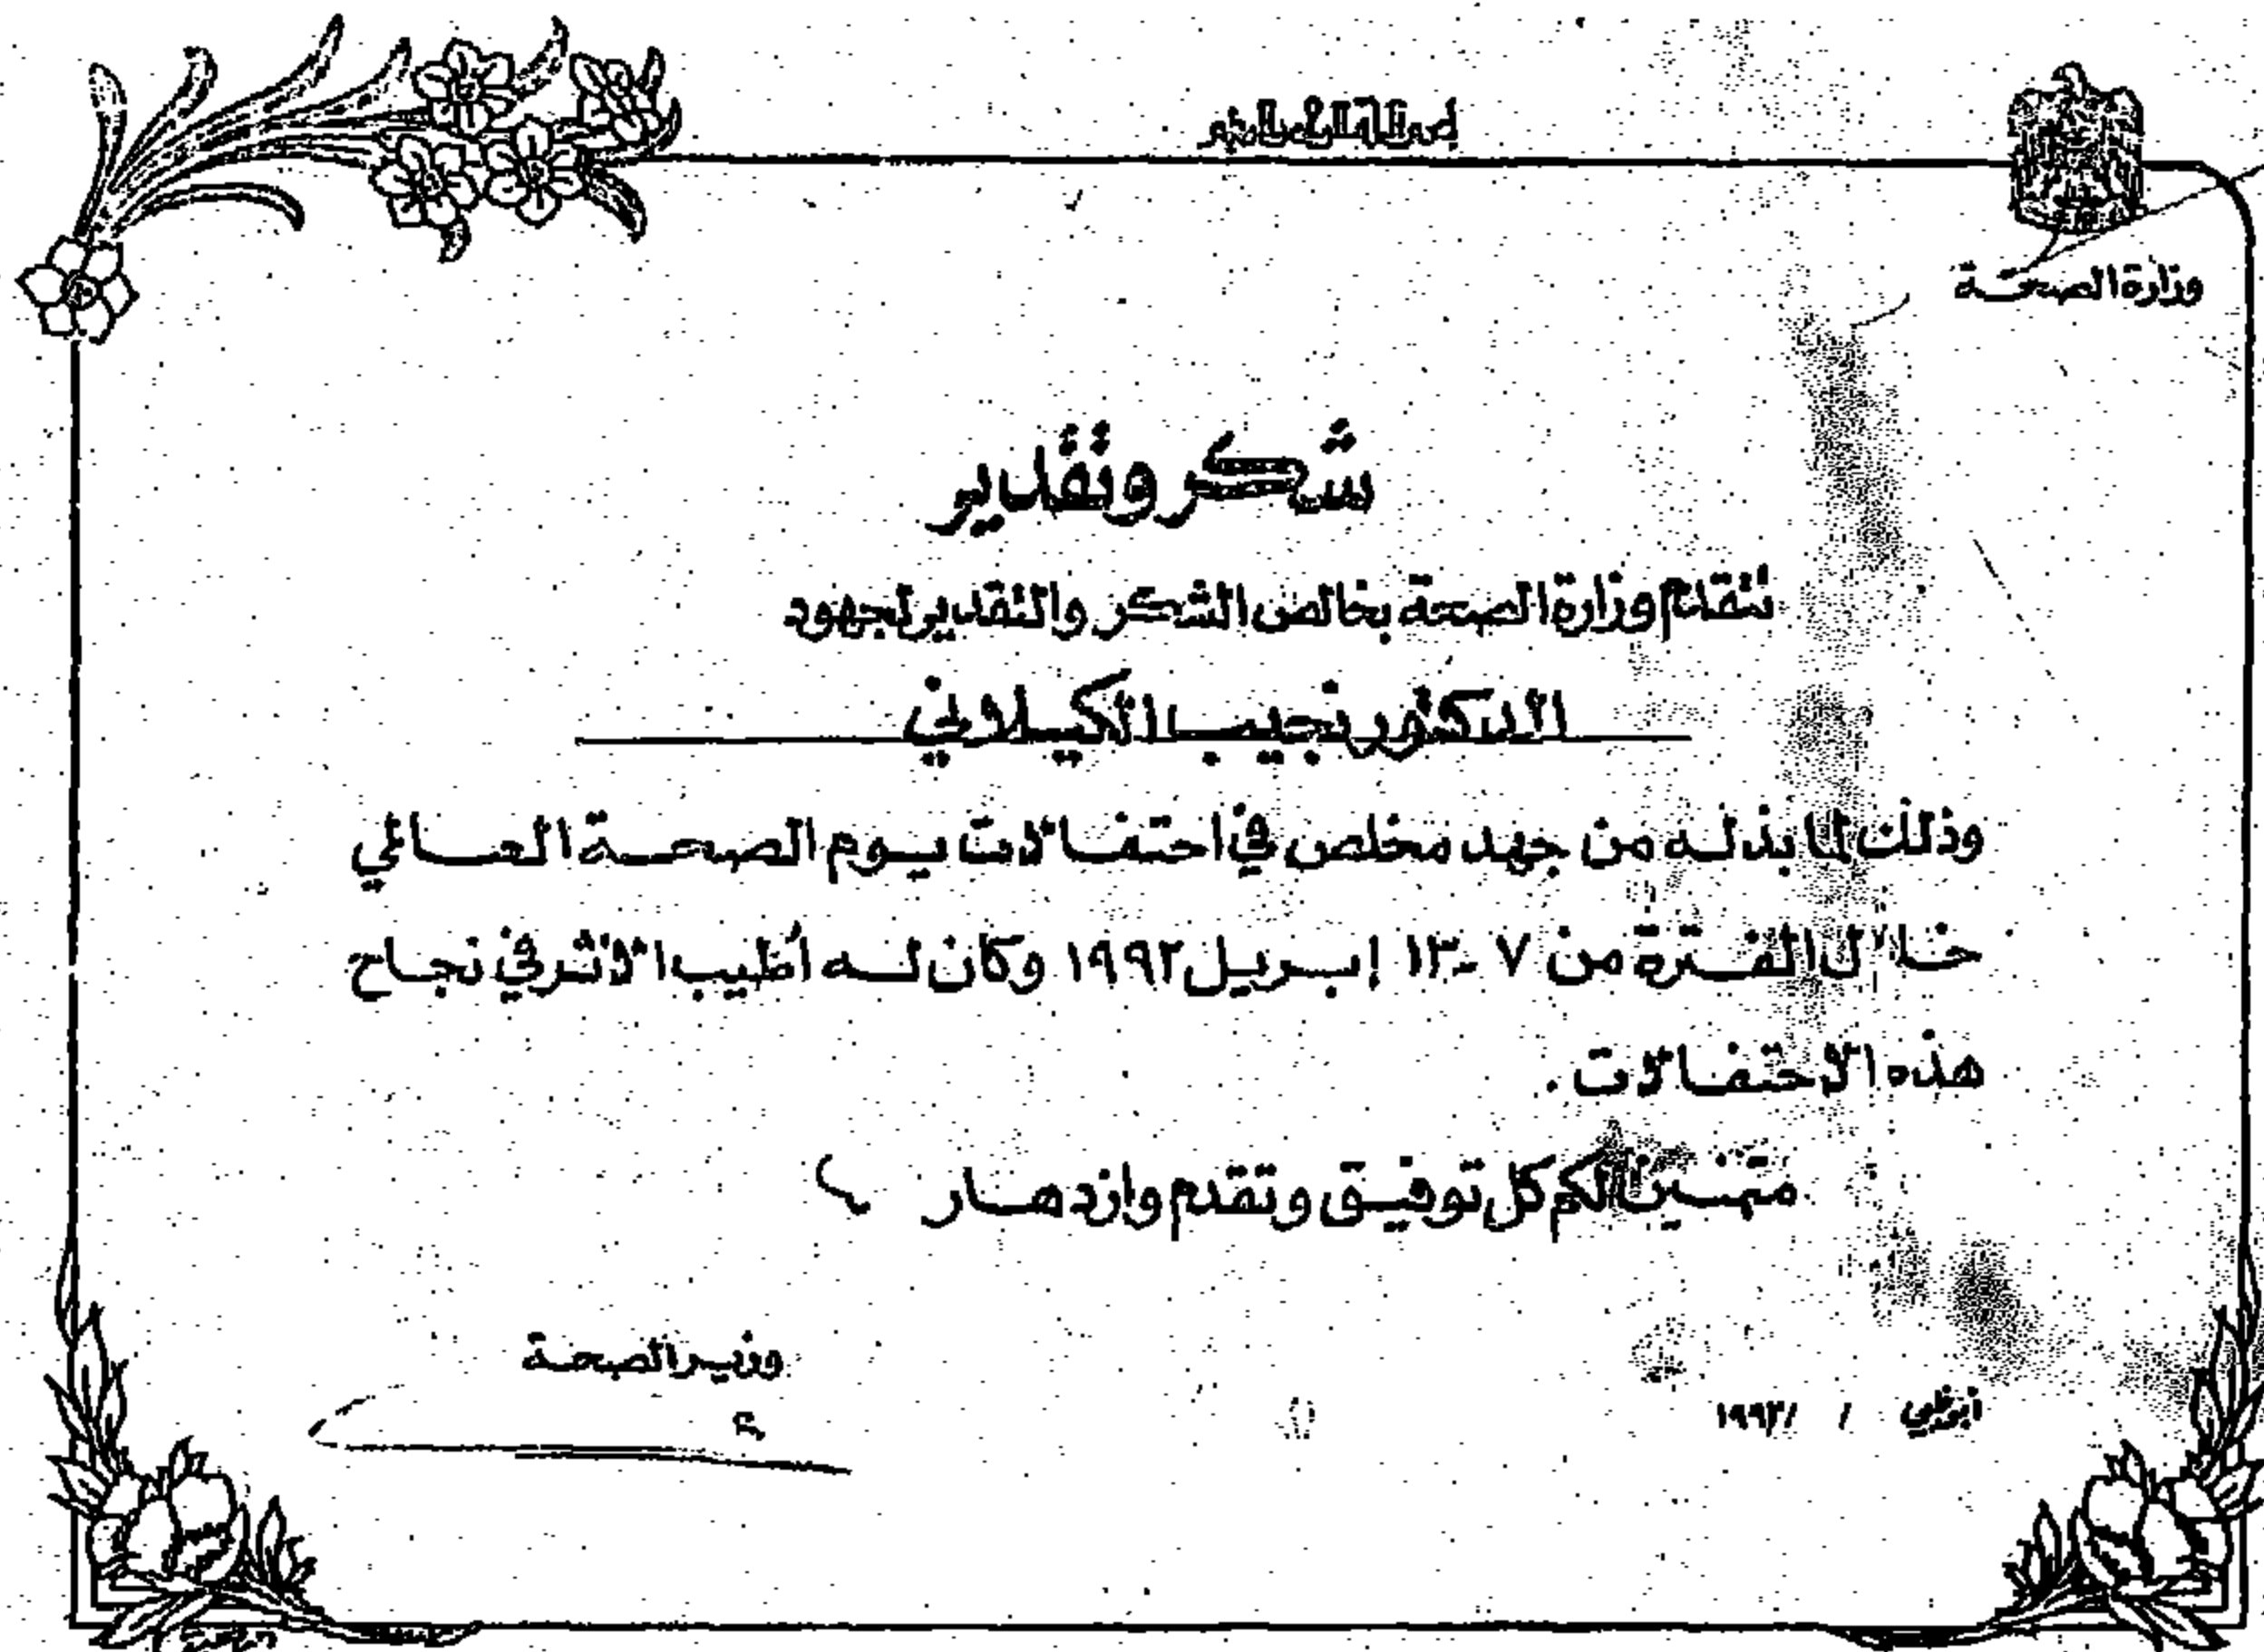 بسم الله الرحمن الرحيم
وزارة الصحة
شكر وتقدير
تتقدم وزارة الصحة بخالص الشكر والتقدير لجهود
الدكتور نجيب الكيلاني
وذلك لما بذله من جهد مخلص في احتفالات يوم الصحة العالمي
خلال الفترة من ٧-١٣ إبريل ١٩٩٢ وكان له أطيب الأثر في نجاح
هذه الاحتفالات .
متمنين لكم كل توفيق وتقدم وازدهار
وزير الصحة
أبوظبي / /١٩٩٢